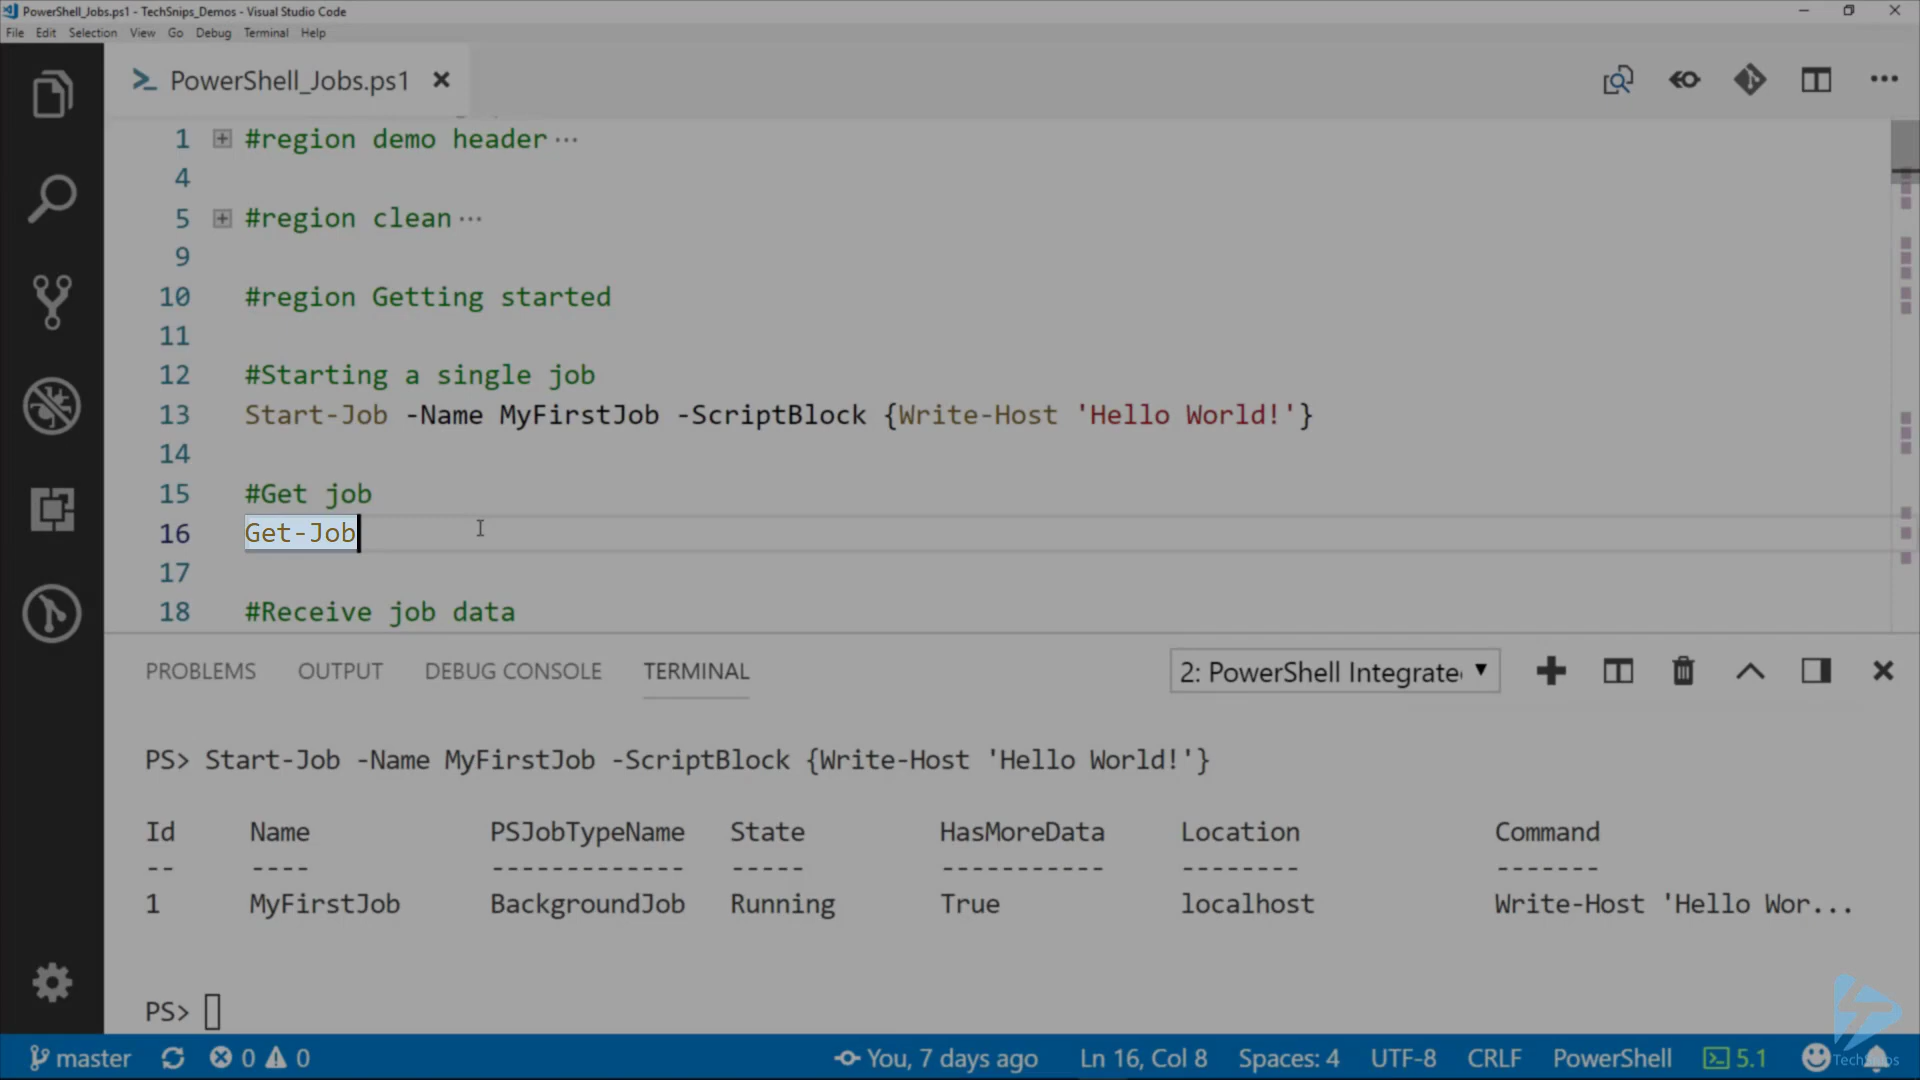 PowerShell_Jobs.ps1 - TechSnips_Demos - Visual Studio Code
File Edit Selection View Go Debug Terminal Help
PowerShell_Jobs.ps1
1 #region demo header ...
4
5 #region clean ...
9
10 #region Getting started
11
12 #Starting a single job
13 Start-Job -Name MyFirstJob -ScriptBlock {Write-Host 'Hello World!'}
14
15 #Get job
16 Get-Job
17
18 #Receive job data
PROBLEMS OUTPUT DEBUG CONSOLE TERMINAL 2: PowerShell Integrate
PS> Start-Job -Name MyFirstJob -ScriptBlock {Write-Host 'Hello World!'}
Id Name PSJobTypeName State HasMoreData Location Command
-- ---- ------------- ----- ----------- -------- -------
1 MyFirstJob BackgroundJob Running True localhost Write-Host 'Hello Wor...
PS>
master 0 0 You, 7 days ago Ln 16, Col 8 Spaces: 4 UTF-8 CRLF PowerShell 5.1
TechSnips